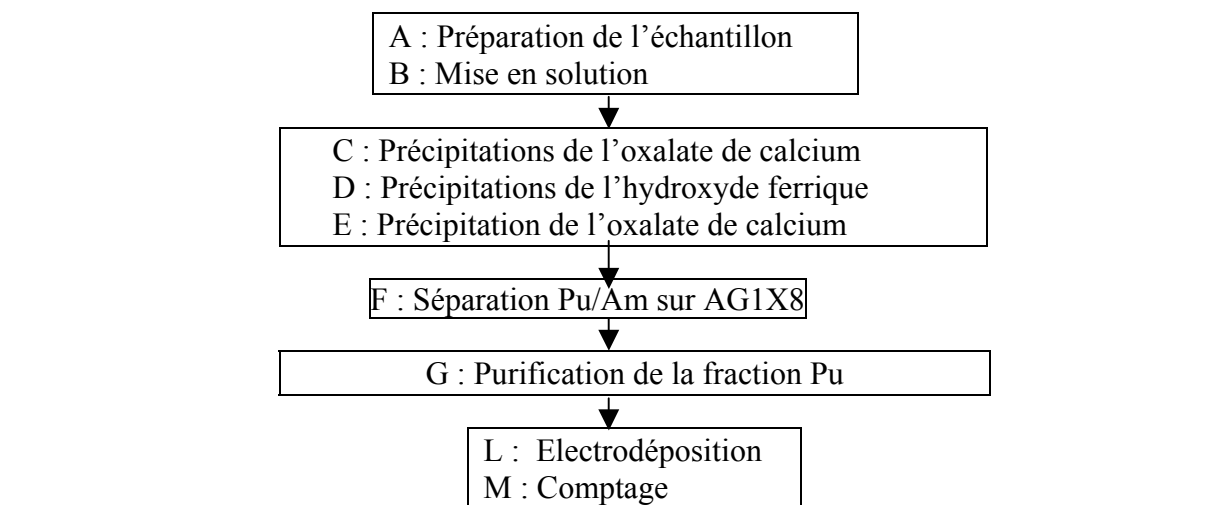 A : Préparation de l’échantillon
B : Mise en solution
C : Précipitations de l’oxalate de calcium
D : Précipitations de l’hydroxyde ferrique
E : Précipitation de l’oxalate de calcium
F : Séparation Pu/Am sur AG1X8
G : Purification de la fraction Pu
L : Electrodéposition
M : Comptage